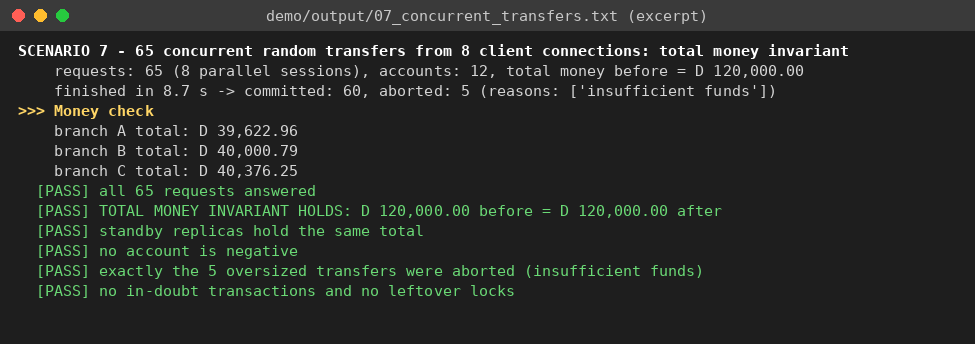 demo/output/07_concurrent_transfers.txt (excerpt)
SCENARIO 7 - 65 concurrent random transfers from 8 client connections: total money invariant
requests: 65 (8 parallel sessions), accounts: 12, total money before = D 120,000.00
finished in 8.7 s -> committed: 60, aborted: 5 (reasons: ['insufficient funds'])
>>> Money check
branch A total: D 39,622.96
branch B total: D 40,000.79
branch C total: D 40,376.25
[PASS] all 65 requests answered
[PASS] TOTAL MONEY INVARIANT HOLDS: D 120,000.00 before = D 120,000.00 after
[PASS] standby replicas hold the same total
[PASS] no account is negative
[PASS] exactly the 5 oversized transfers were aborted (insufficient funds)
[PASS] no in-doubt transactions and no leftover locks